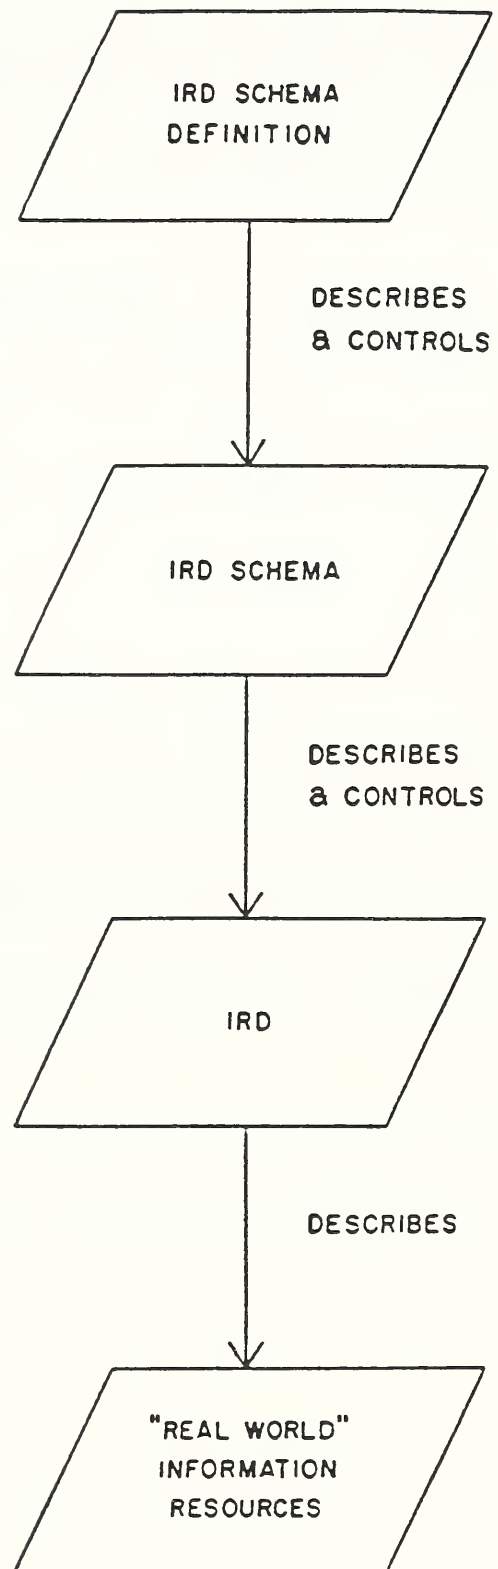 IRD SCHEMA
DEFINITION
DESCRIBES
& CONTROLS
IRD SCHEMA
DESCRIBES
& CONTROLS
IRD
DESCRIBES
"REAL WORLD"
INFORMATION
RESOURCES